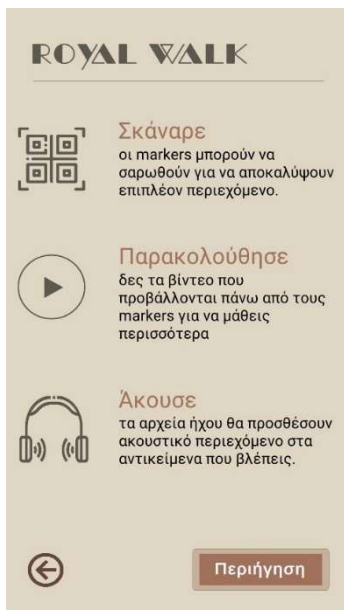 ROYAL WALK
Σκάναρε
οι markers μπορούν να
σαρωθούν για να αποκαλύψουν
επιπλέον περιεχόμενο.
Παρακολούθησε
δες τα βίντεο που
προβάλλονται πάνω από τους
markers για να μάθεις
περισσότερα
Άκουσε
τα αρχεία ήχου θα προσθέσουν
ακουστικό περιεχόμενο στα
αντικείμενα που βλέπεις.
Περιήγηση